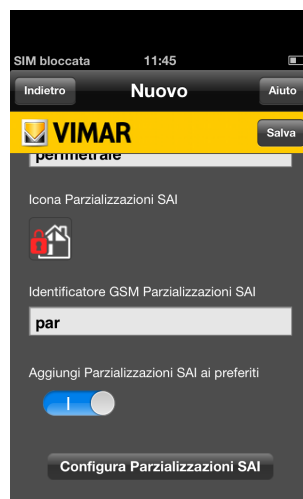 SIM bloccata 11:45
Indietro Nuovo Aiuto
VIMAR Salva
perimetrale
Icona Parzializzazioni SAI
Identificatore GSM Parzializzazioni SAI
par
Aggiungi Parzializzazioni SAI ai preferiti
Configura Parzializzazioni SAI